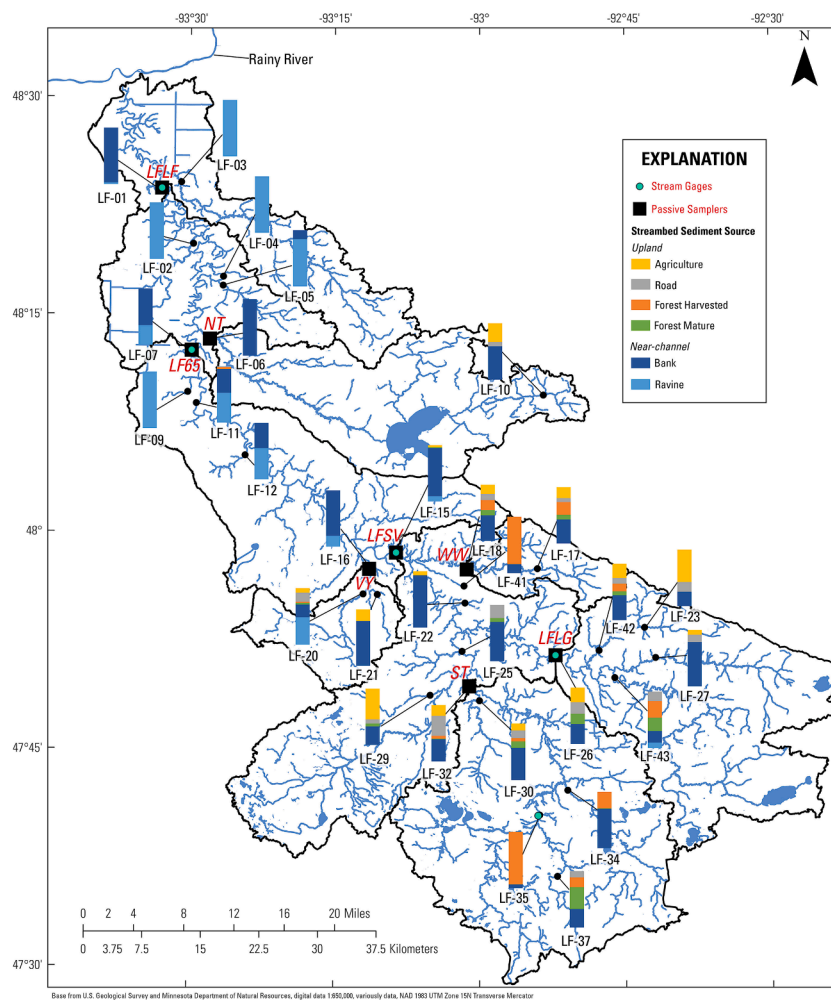 -93°30'
-93°15'
-93°
-92°45'
-92°30'
N
Rainy River
48°30'
EXPLANATION
Stream Gages
Passive Samplers
Streambed Sediment Source
Upland
Agriculture
Road
Forest Harvested
Forest Mature
Near-channel
Bank
Ravine
LF-03
LFLF
LF-01
LF-04
LF-02
LF-05
48°15'
NT
LF-07
LF-06
LF65
LF-10
LF-11
LF-09
LF-12
LF-15
48°
LFSV
WW
LF-18
LF-17
LF-16
LF-41
VY
LF-23
LF-42
LF-22
LFLG
LF-20
LF-21
LF-25
ST
LF-27
47°45'
LF-26
LF-43
LF-29
LF-32
LF-30
LF-34
LF-35
LF-37
0 2 4 8 12 16 20 Miles
0 3.75 7.5 15 22.5 30 37.5 Kilometers
47°30'
Base from U.S. Geological Survey and Minnesota Department of Natural Resources, digital data 1:650,000, variously data, NAD 1983 UTM Zone 15N Transverse Mercator